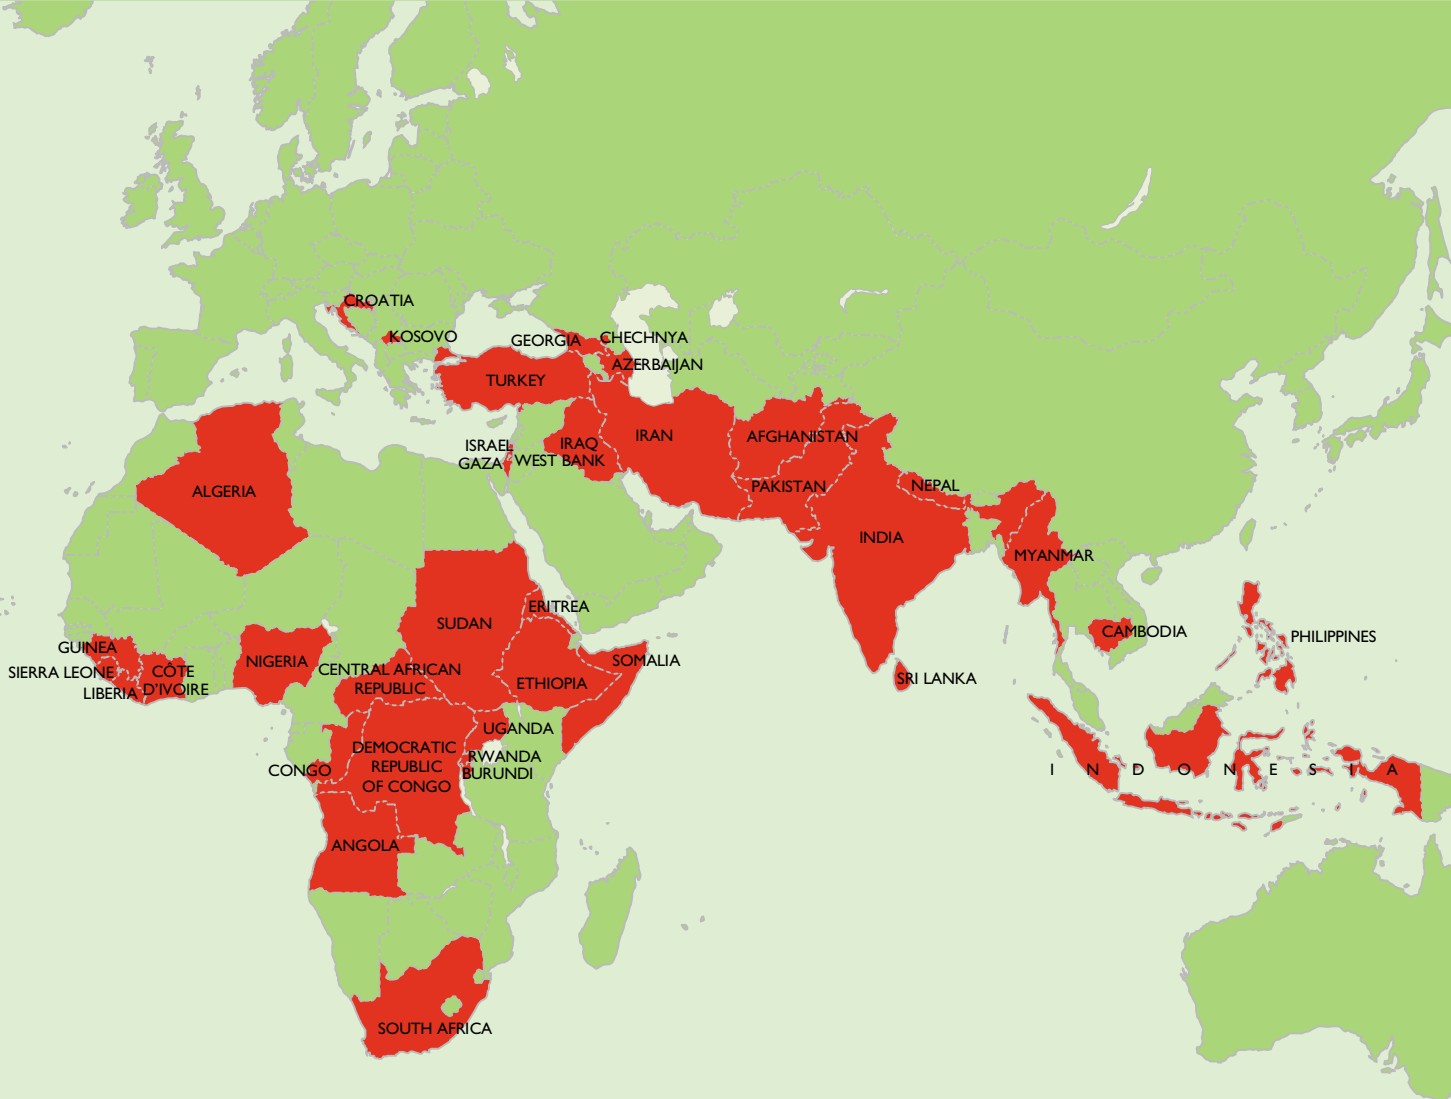 CROATIA
KOSOVO
GEORGIA
CHECHNYA
AZERBAIJAN
TURKEY
ISRAEL
GAZA
WEST BANK
IRAQ
IRAN
AFGHANISTAN
PAKISTAN
NEPAL
INDIA
MYANMAR
ALGERIA
SUDAN
ERITREA
CAMBODIA
PHILIPPINES
GUINEA
SIERRA LEONE
LIBERIA
CÔTE
D'IVOIRE
NIGERIA
CENTRAL AFRICAN
REPUBLIC
ETHIOPIA
SOMALIA
SRI LANKA
UGANDA
RWANDA
BURUNDI
CONGO
DEMOCRATIC
REPUBLIC
OF CONGO
INDONESIA
ANGOLA
SOUTH AFRICA